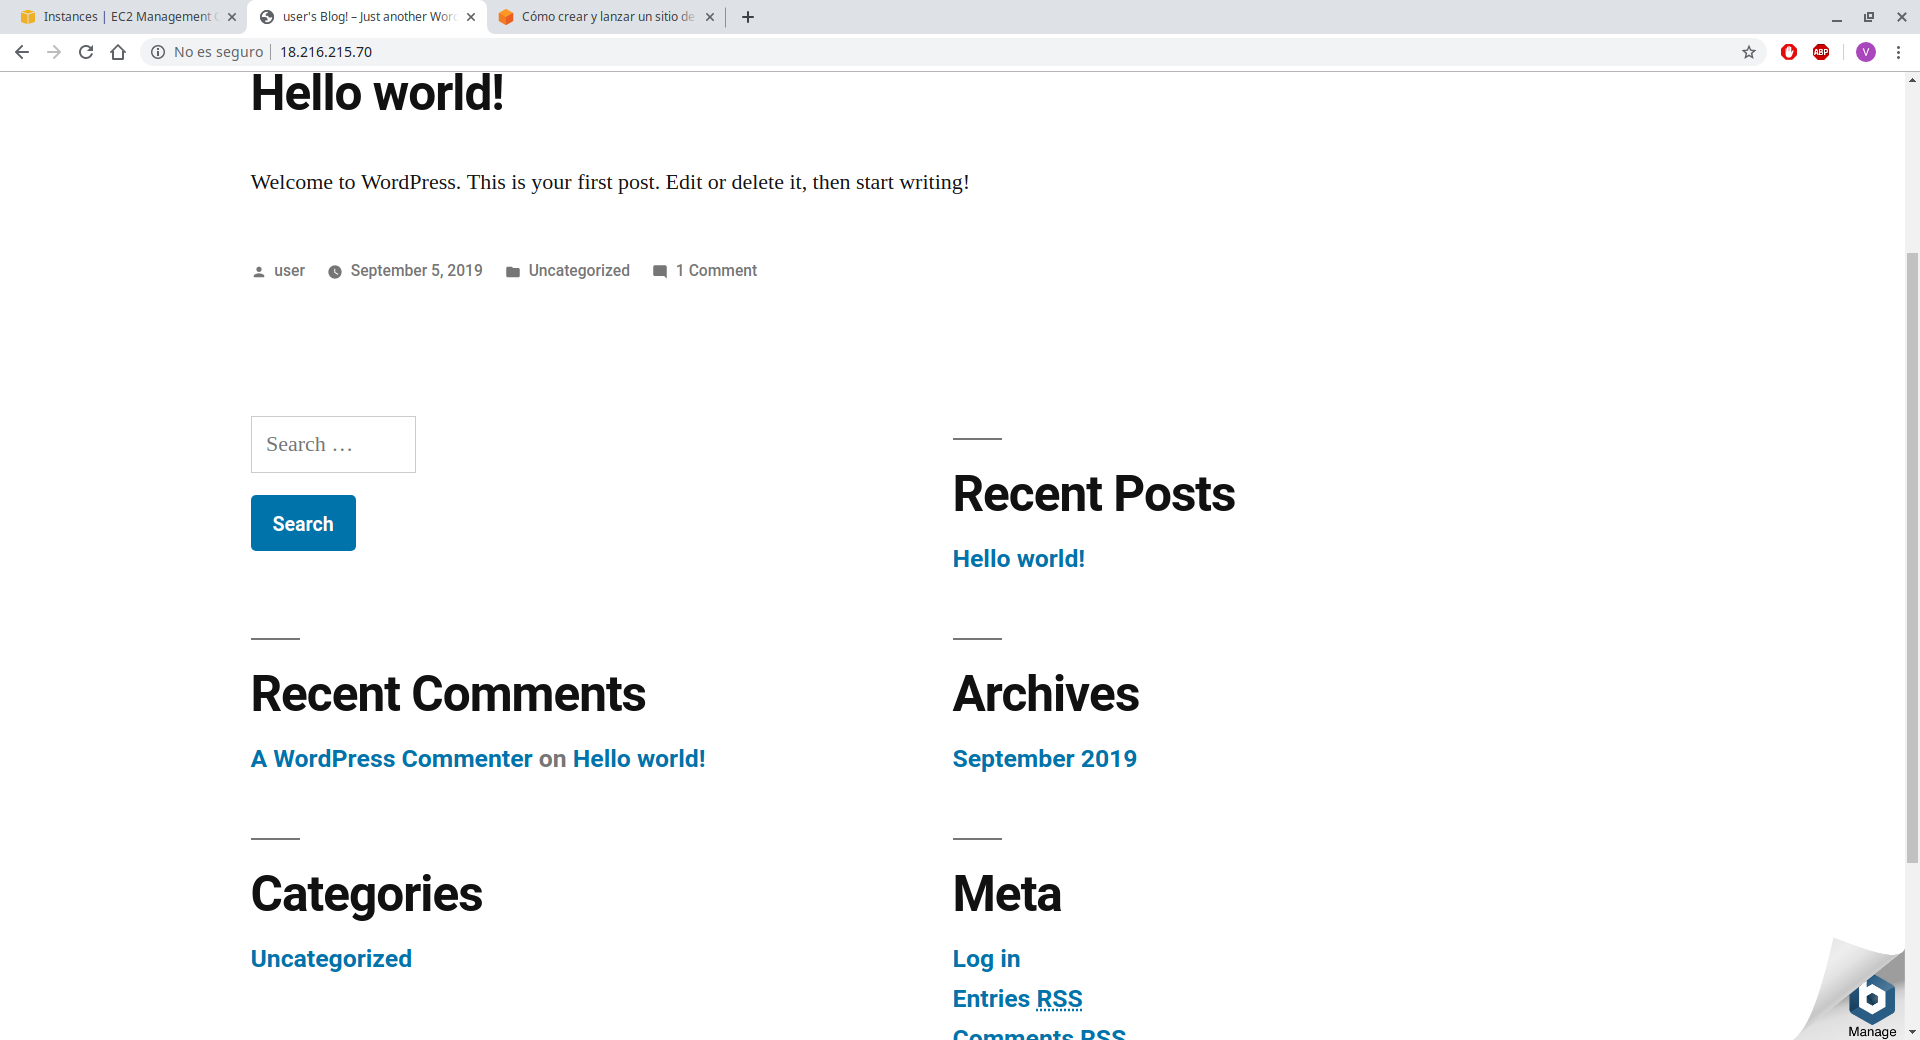 Instances | EC2 Management C
user's Blog! – Just another Wor
Cómo crear y lanzar un sitio de
No es seguro
18.216.215.70
ABP
V
Hello world!
Welcome to WordPress. This is your first post. Edit or delete it, then start writing!
user
September 5, 2019
Uncategorized
1 Comment
Search …
Search
Recent Posts
Hello world!
Recent Comments
A WordPress Commenter on Hello world!
Archives
September 2019
Categories
Uncategorized
Meta
Log in
Entries RSS
Comments RSS
Manage